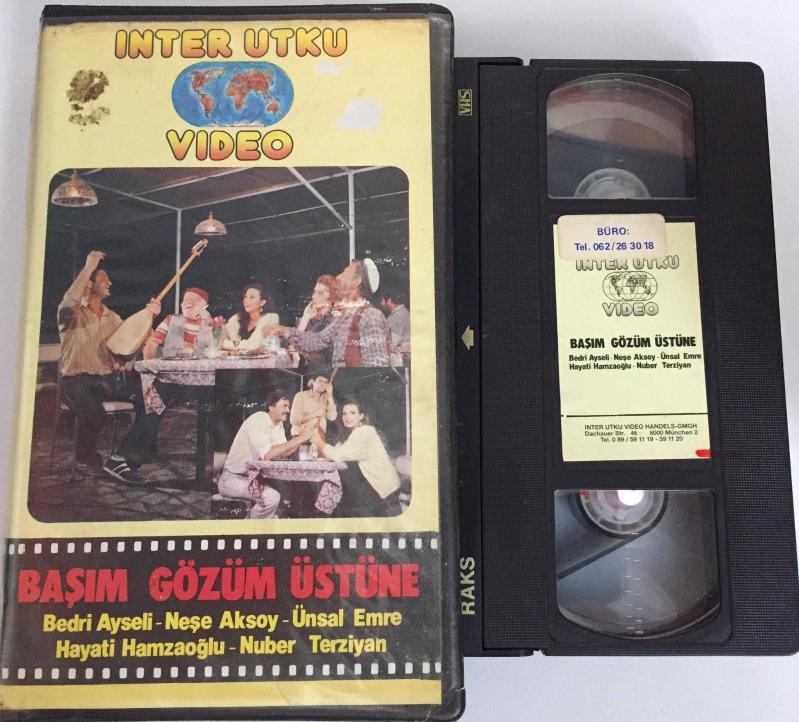 INTER UTKU
VIDEO
BAŞIM GÖZÜM ÜSTÜNE
Bedri Ayseli - Neşe Aksoy - Ünsal Emre
Hayati Hamzaoğlu - Nuber Terziyan
VHS
RAKS
BÜRO:
Tel. 062/26 30 18
INTER UTKU
VIDEO
BAŞIM GÖZÜM ÜSTÜNE
Bedri Ayseli - Neşe Aksoy - Ünsal Emre
Hayati Hamzaoğlu - Nuber Terziyan
INTER UTKU VIDEO HANDELS-GMGH
Dachauer Str. 46 - 8000 München 2
Tel. 0 89 / 59 11 19 - 59 11 20